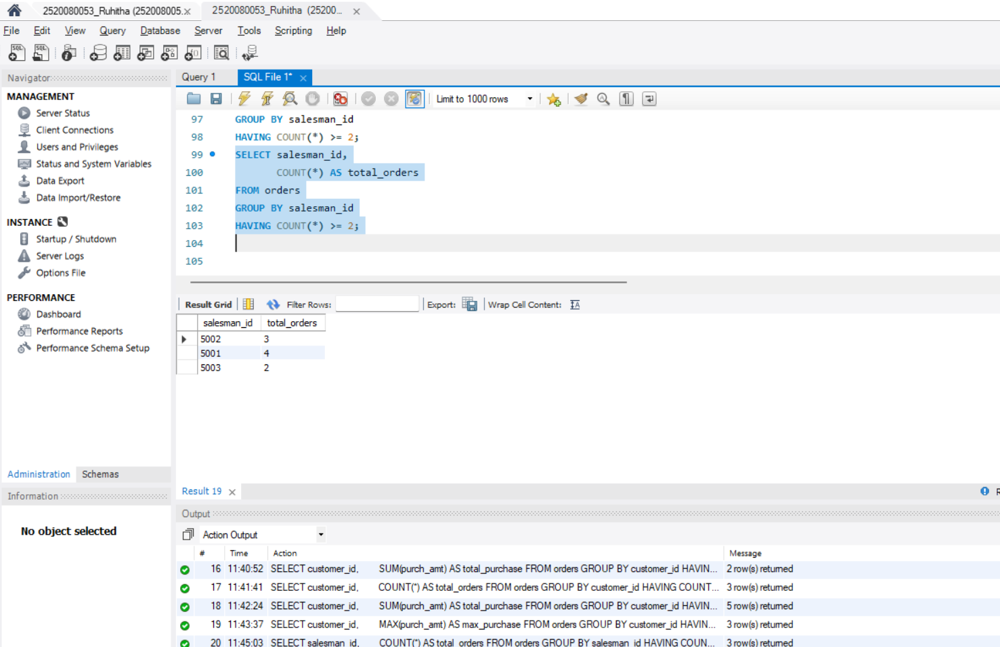 2520080053_Ruhitha (252008005.
2520080053_Ruhitha (25200...
File Edit View Query Database Server Tools Scripting Help
Navigator
MANAGEMENT
Server Status
Client Connections
Users and Privileges
Status and System Variables
Data Export
Data Import/Restore
INSTANCE
Startup / Shutdown
Server Logs
Options File
PERFORMANCE
Dashboard
Performance Reports
Performance Schema Setup
Administration Schemas
Information
No object selected
Query 1 SQL File 1*
Limit to 1000 rows
97 GROUP BY salesman_id
98 HAVING COUNT(*) >= 2;
99 SELECT salesman_id,
100 COUNT(*) AS total_orders
101 FROM orders
102 GROUP BY salesman_id
103 HAVING COUNT(*) >= 2;
104
105
Result Grid Filter Rows: Export: Wrap Cell Content:
salesman_id total_orders
5002 3
5001 4
5003 2
Result 19
Output
Action Output
# Time Action Message
16 11:40:52 SELECT customer_id, SUM(purch_amt) AS total_purchase FROM orders GROUP BY customer_id HAVIN... 2 row(s) returned
17 11:41:41 SELECT customer_id, COUNT(*) AS total_orders FROM orders GROUP BY customer_id HAVING COUNT... 3 row(s) returned
18 11:42:24 SELECT customer_id, SUM(purch_amt) AS total_purchase FROM orders GROUP BY customer_id HAVIN... 5 row(s) returned
19 11:43:37 SELECT customer_id, MAX(purch_amt) AS max_purchase FROM orders GROUP BY customer_id HAVIN... 3 row(s) returned
20 11:45:03 SELECT salesman_id, COUNT(*) AS total_orders FROM orders GROUP BY salesman_id HAVING COUN... 3 row(s) returned